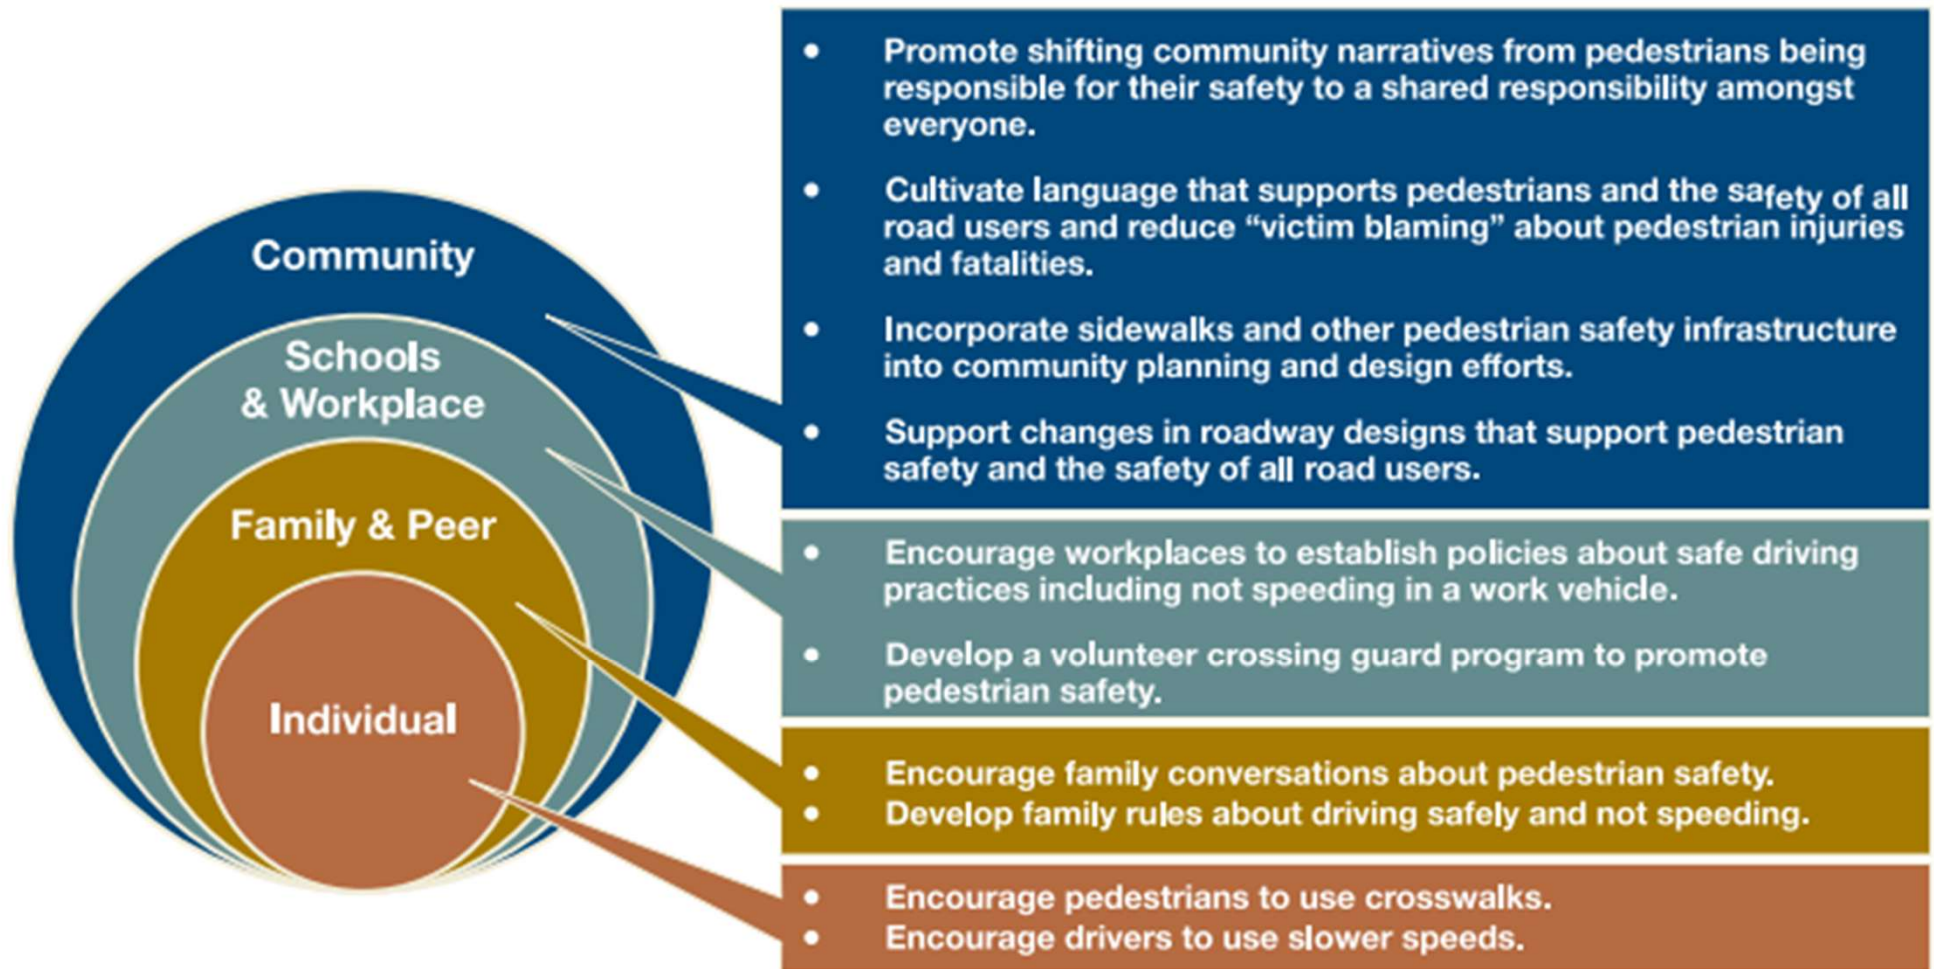 Community
Schools
& Workplace
Family & Peer
Individual
• Promote shifting community narratives from pedestrians being
responsible for their safety to a shared responsibility amongst
everyone.
• Cultivate language that supports pedestrians and the safety of all
road users and reduce “victim blaming” about pedestrian injuries
and fatalities.
• Incorporate sidewalks and other pedestrian safety infrastructure
into community planning and design efforts.
• Support changes in roadway designs that support pedestrian
safety and the safety of all road users.
• Encourage workplaces to establish policies about safe driving
practices including not speeding in a work vehicle.
• Develop a volunteer crossing guard program to promote
pedestrian safety.
• Encourage family conversations about pedestrian safety.
• Develop family rules about driving safely and not speeding.
• Encourage pedestrians to use crosswalks.
• Encourage drivers to use slower speeds.